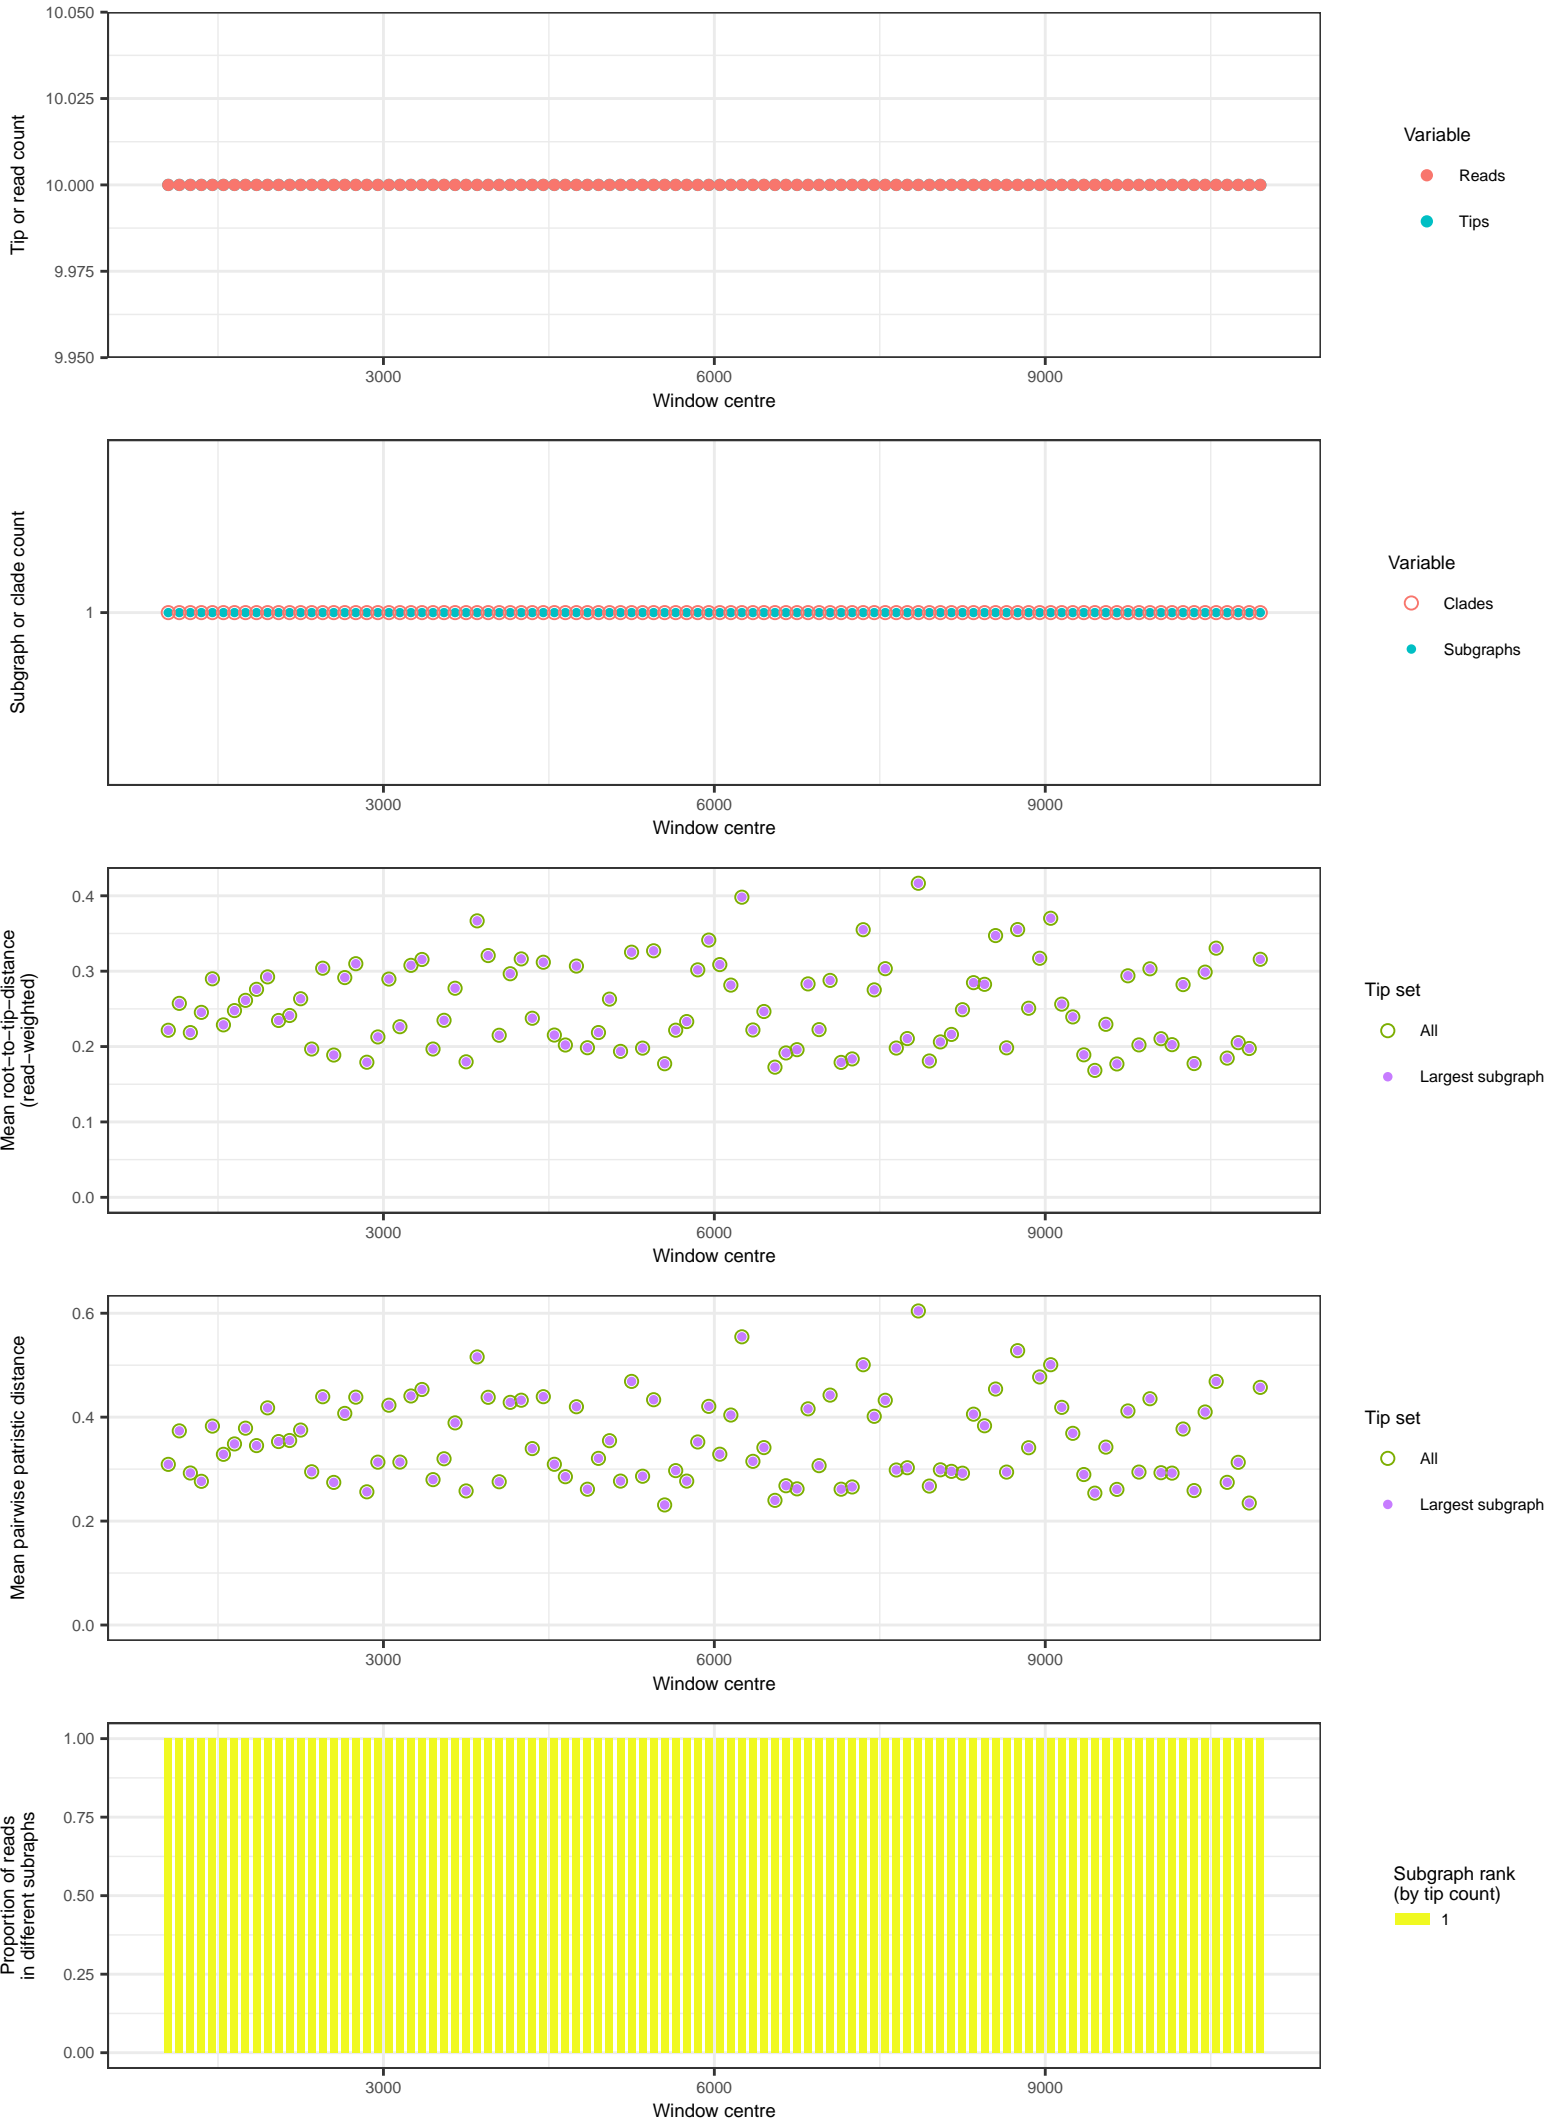 10.050
10.025
10.000
9.975
9.950
Tip or read count
3000 6000 9000
Window centre
Variable
Reads
Tips
Subgraph or clade count
1
3000 6000 9000
Window centre
Variable
Clades
Subgraphs
Mean root−to−tip−distance
(read−weighted)
0.4
0.3
0.2
0.1
0.0
3000 6000 9000
Window centre
Tip set
All
Largest subgraph
Mean pairwise patristic distance
0.6
0.4
0.2
0.0
3000 6000 9000
Window centre
Tip set
All
Largest subgraph
Proportion of reads
in different subraphs
1.00
0.75
0.50
0.25
0.00
3000 6000 9000
Window centre
Subgraph rank
(by tip count)
1